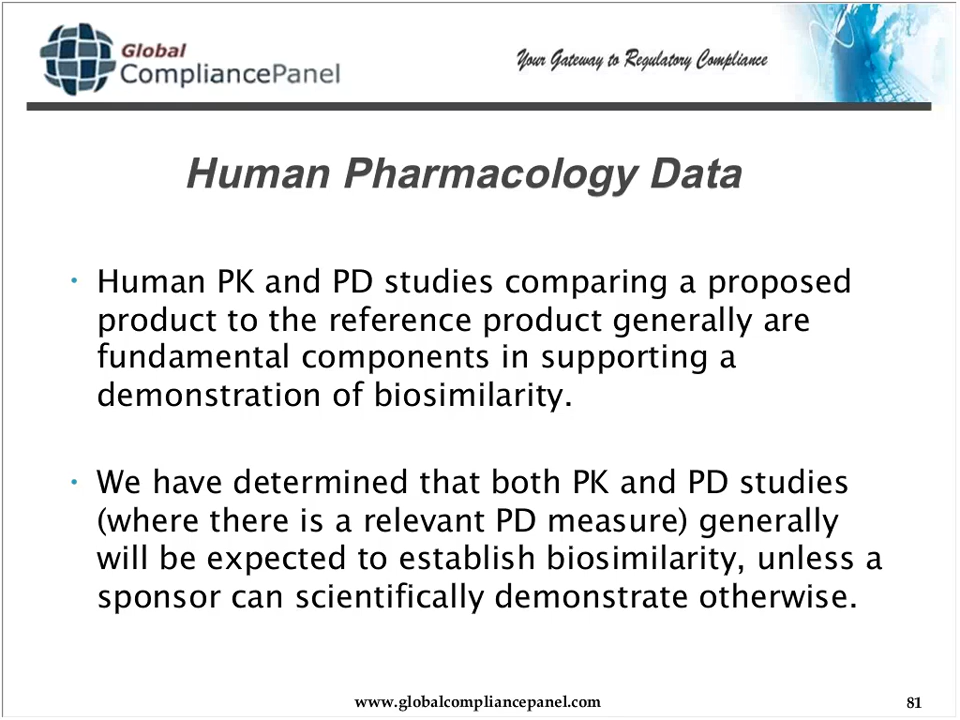 Global
CompliancePanel
Your Gateway to Regulatory Compliance
Human Pharmacology Data
• Human PK and PD studies comparing a proposed
product to the reference product generally are
fundamental components in supporting a
demonstration of biosimilarity.
• We have determined that both PK and PD studies
(where there is a relevant PD measure) generally
will be expected to establish biosimilarity, unless a
sponsor can scientifically demonstrate otherwise.
www.globalcompliancepanel.com
81